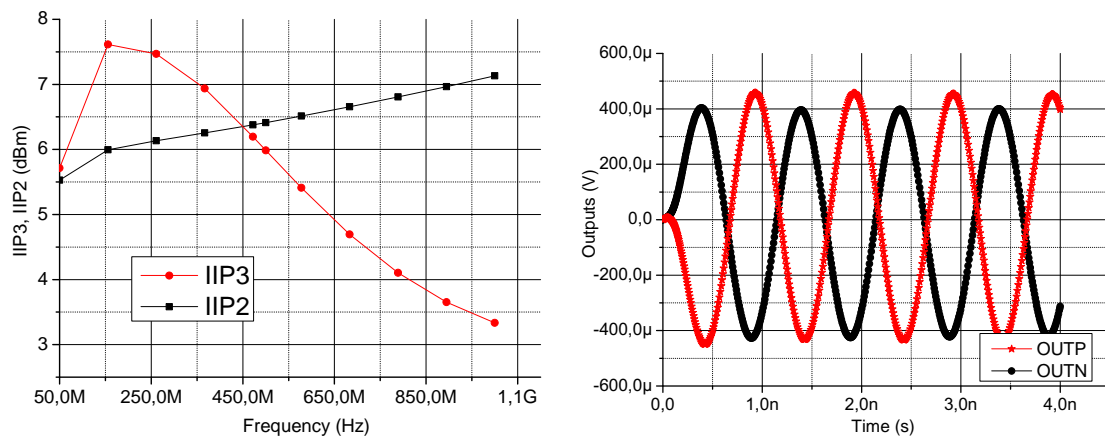 8
7
6
5
4
3
IIP3, IIP2 (dBm)
IIP3
IIP2
50,0M 250,0M 450,0M 650,0M 850,0M 1,1G
Frequency (Hz)
600,0µ
400,0µ
200,0µ
0,0
-200,0µ
-400,0µ
-600,0µ
Outputs (V)
OUTP
OUTN
0,0 1,0n 2,0n 3,0n 4,0n
Time (s)